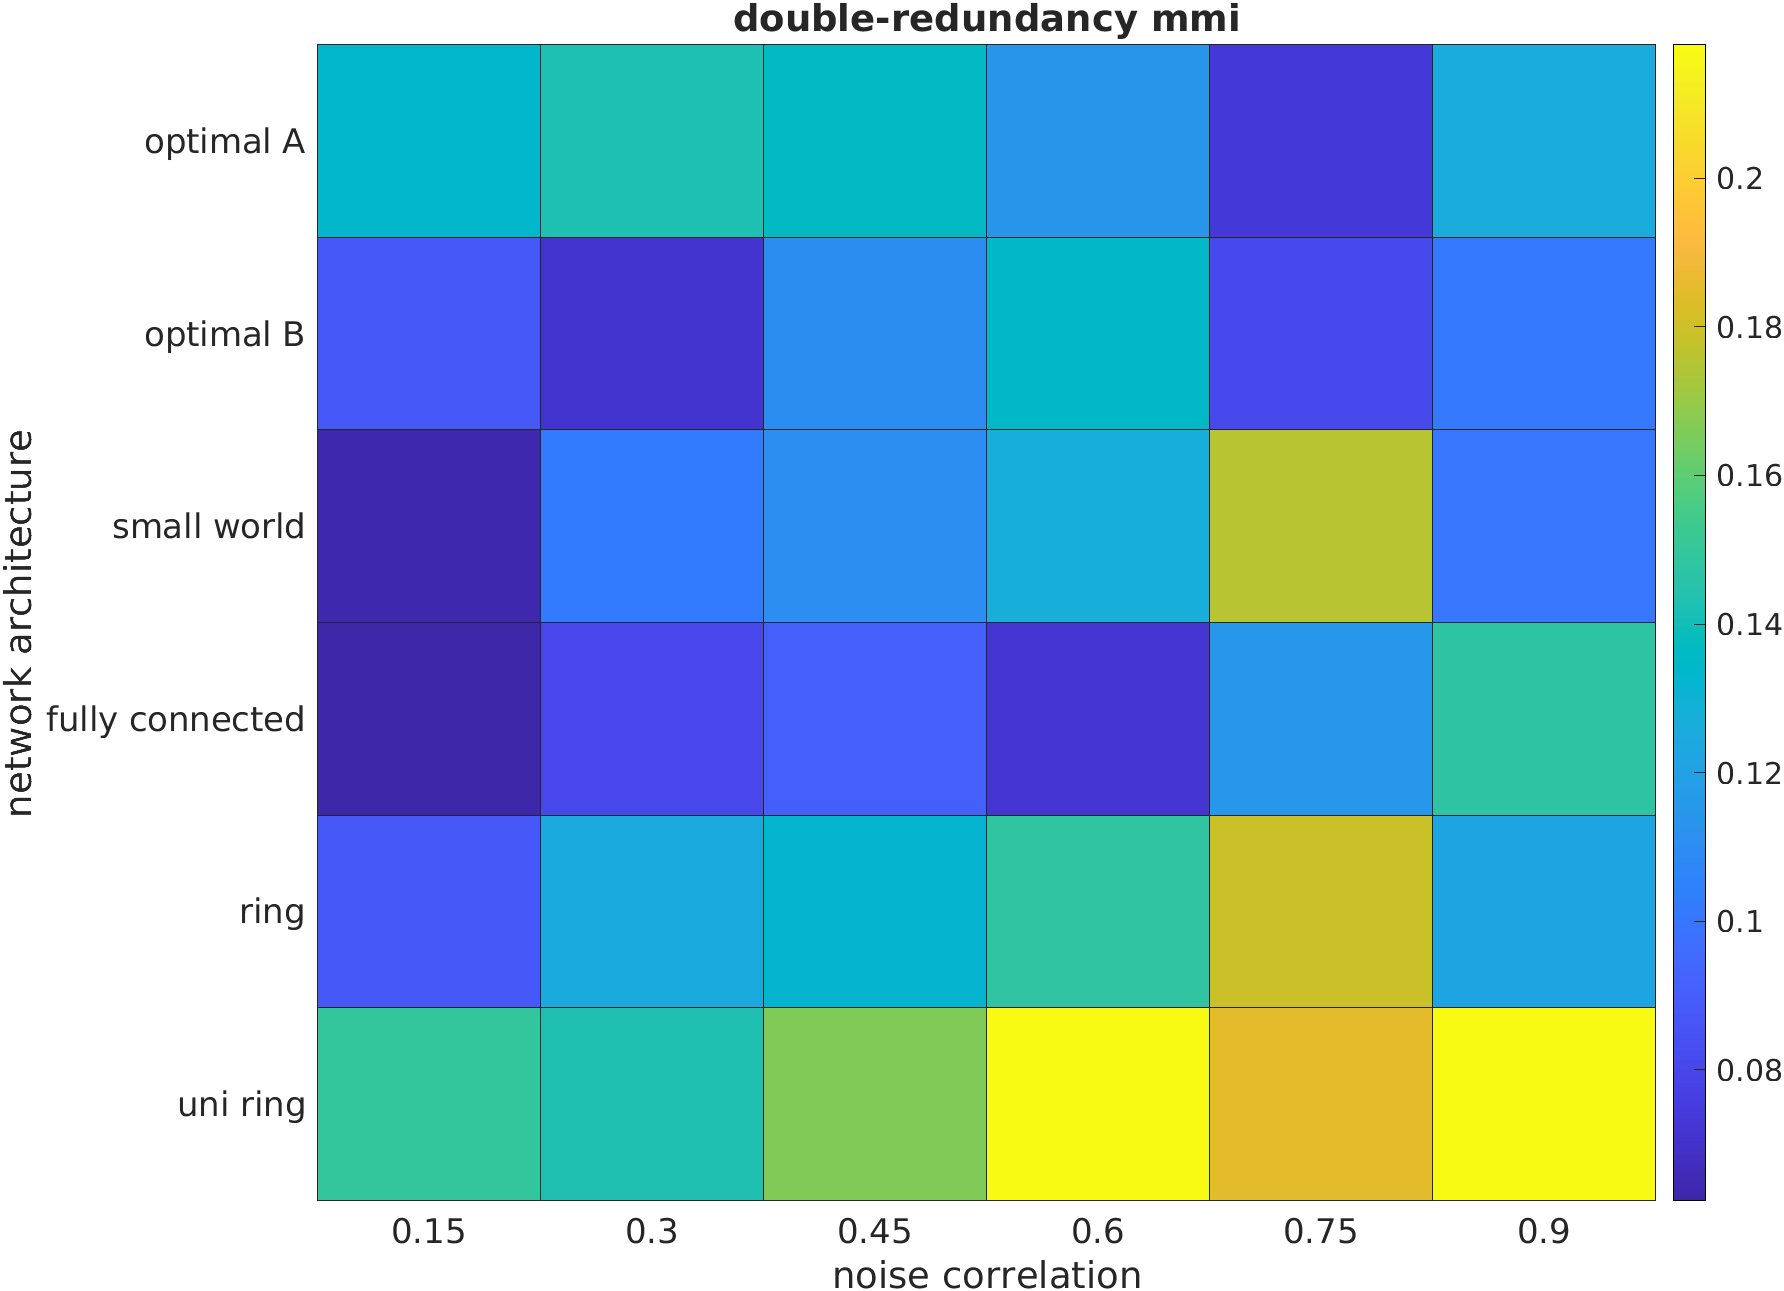 double-redundancy mmi
network architecture
optimal A
optimal B
small world
fully connected
ring
uni ring
0.15 0.3 0.45 0.6 0.75 0.9
noise correlation
0.2
0.18
0.16
0.14
0.12
0.1
0.08